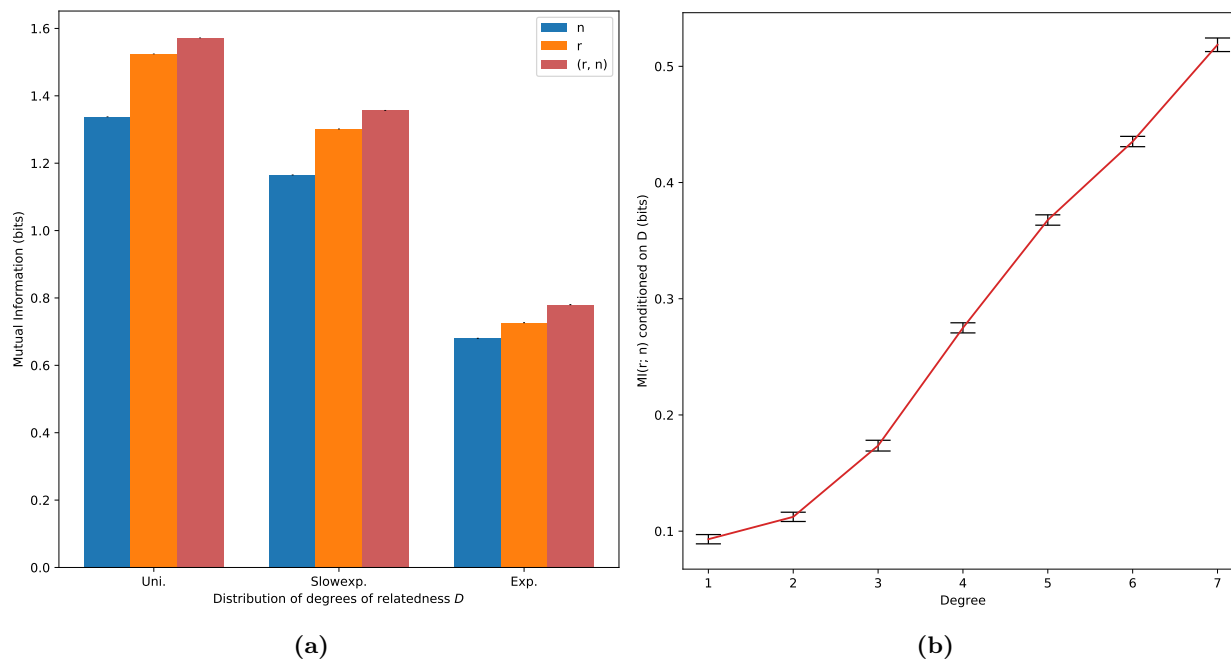 1.6
1.4
1.2
1.0
0.8
0.6
0.4
0.2
0.0
Mutual Information (bits)
n
r
(r, n)
Uni.
Slowexp.
Exp.
Distribution of degrees of relatedness D
(a)
0.5
0.4
0.3
0.2
0.1
MI(r; n) conditioned on D (bits)
1
2
3
4
5
6
7
Degree
(b)